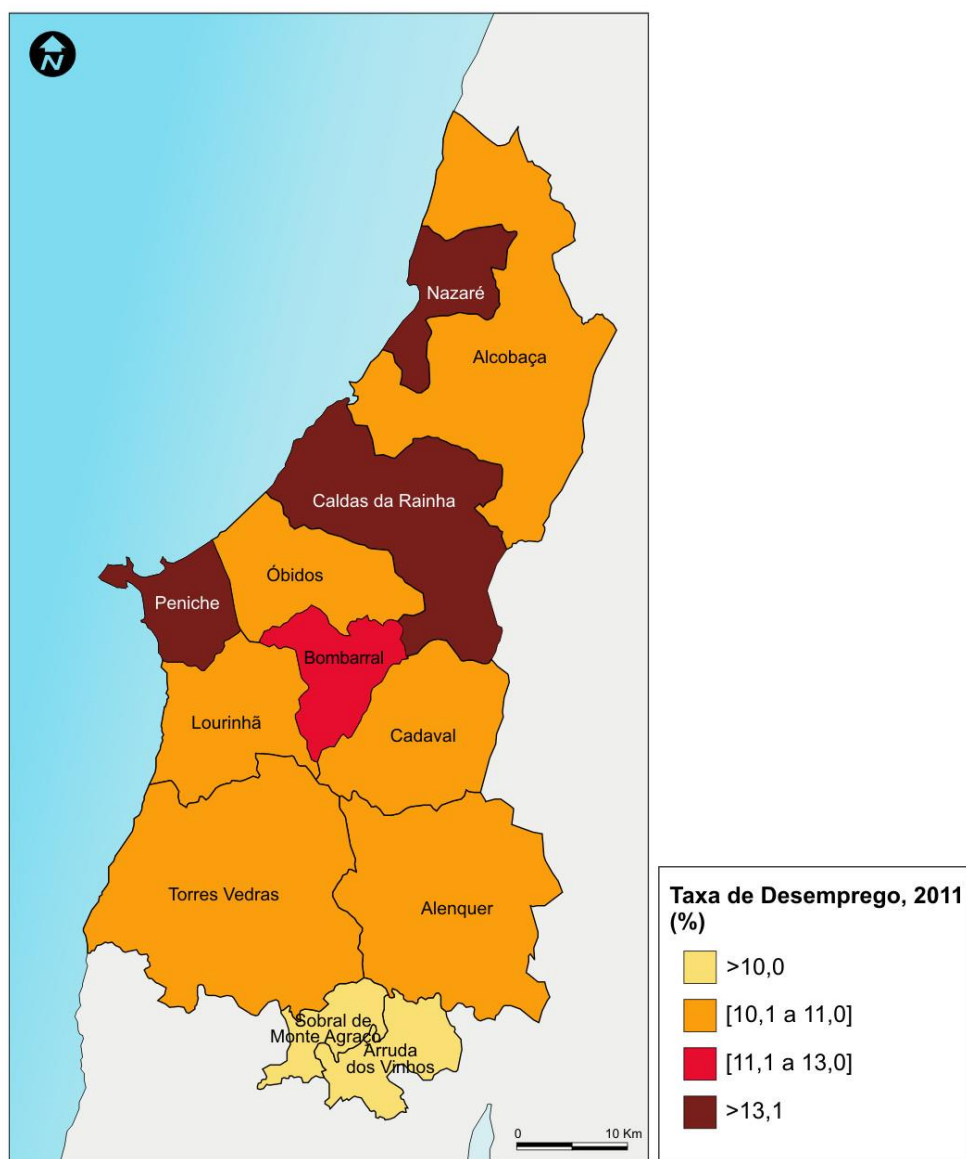 N
Nazaré
Alcobaça
Caldas da Rainha
Óbidos
Peniche
Bombarral
Lourinhã
Cadaval
Torres Vedras
Alenquer
Sobral de
Monte Agraço
Arruda
dos Vinhos
0 10 Km
Taxa de Desemprego, 2011
(%)
>10,0
[10,1 a 11,0]
[11,1 a 13,0]
>13,1